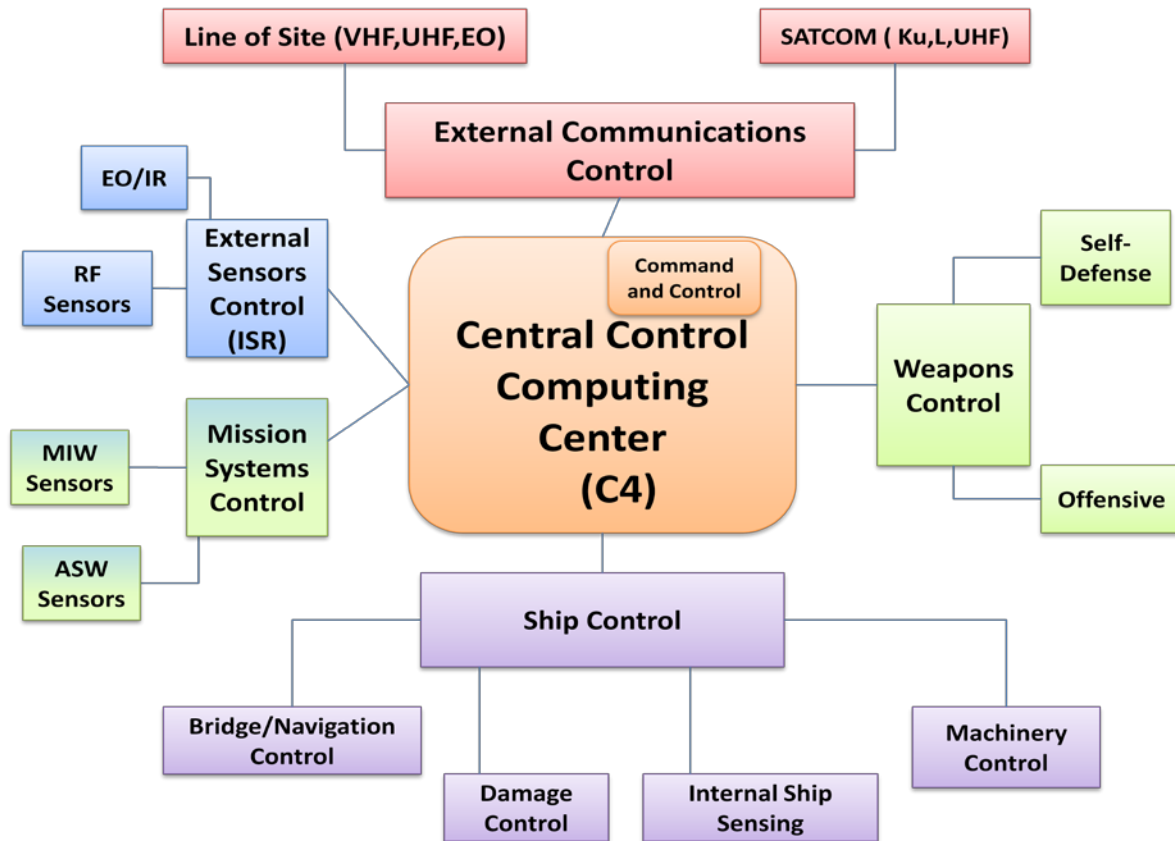 Line of Site (VHF,UHF,EO)
SATCOM ( Ku,L,UHF)
External Communications
Control
EO/IR
External
Sensors
Control
(ISR)
RF
Sensors
Command
and Control
Central Control
Computing
Center
(C4)
Self-
Defense
Weapons
Control
Offensive
Mission
Systems
Control
MIW
Sensors
ASW
Sensors
Ship Control
Bridge/Navigation
Control
Damage
Control
Internal Ship
Sensing
Machinery
Control